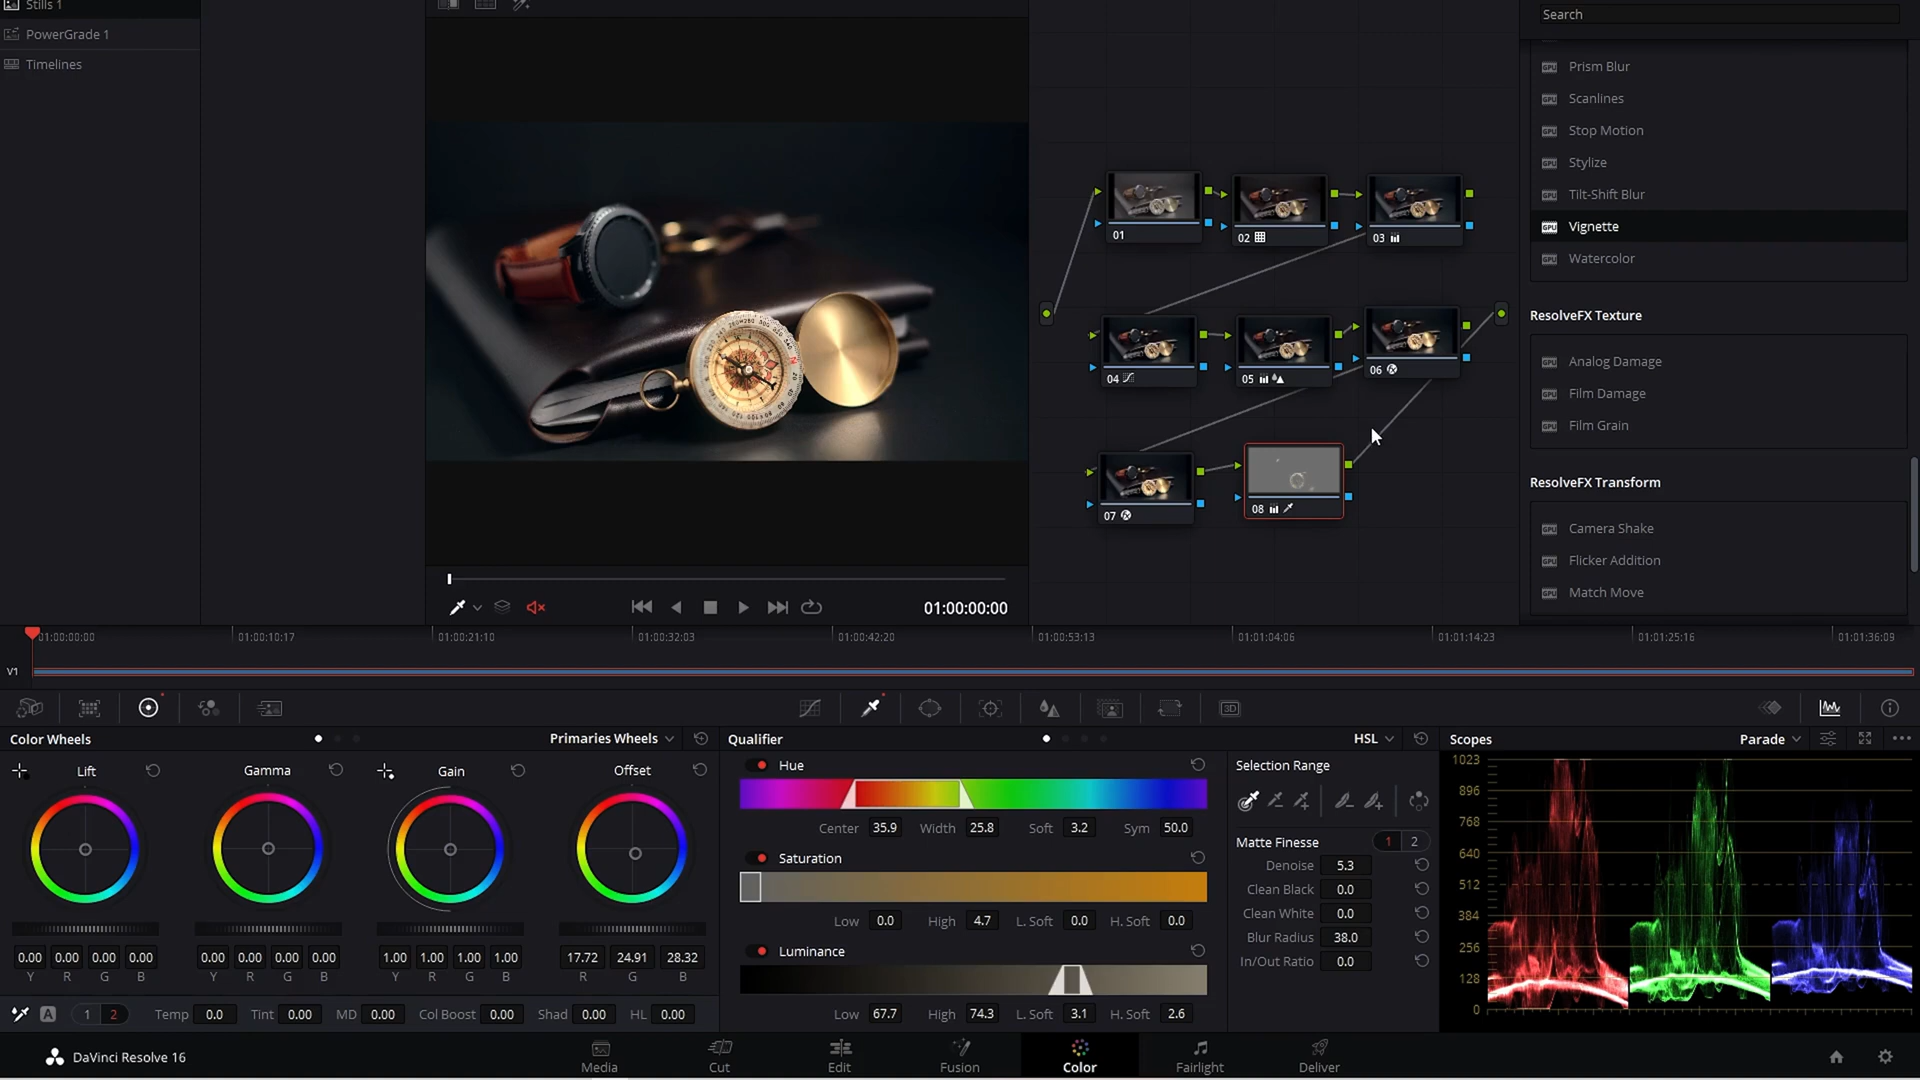 Stills 1
PowerGrade 1
Timelines
01
02
03
04
05
06
07
08
Search
Prism Blur
Scanlines
Stop Motion
Stylize
Tilt-Shift Blur
Vignette
Watercolor
ResolveFX Texture
Analog Damage
Film Damage
Film Grain
ResolveFX Transform
Camera Shake
Flicker Addition
Match Move
01:00:00:00
01:00:00:00 01:00:10:17 01:00:21:10 01:00:32:03 01:00:42:20 01:00:53:13 01:01:04:06 01:01:14:23 01:01:25:16 01:01:36:09
V1
3D
Color Wheels Primaries Wheels
Lift Gamma Gain Offset
0.00 0.00 0.00 0.00 0.00 0.00 0.00 0.00 1.00 1.00 1.00 1.00 17.72 24.91 28.32
Y R G B Y R G B Y R G B R G B
A 1 2 Temp 0.0 Tint 0.00 MD 0.00 Col Boost 0.00 Shad 0.00 HL 0.00
Qualifier HSL
Hue
Center 35.9 Width 25.8 Soft 3.2 Sym 50.0
Saturation
Low 0.0 High 4.7 L. Soft 0.0 H. Soft 0.0
Luminance
Low 67.7 High 74.3 L. Soft 3.1 H. Soft 2.6
Selection Range
Matte Finesse 1 2
Denoise 5.3
Clean Black 0.0
Clean White 0.0
Blur Radius 38.0
In/Out Ratio 0.0
Scopes Parade
1023
896
768
640
512
384
256
128
0
DaVinci Resolve 16
Media Cut Edit Fusion Color Fairlight Deliver